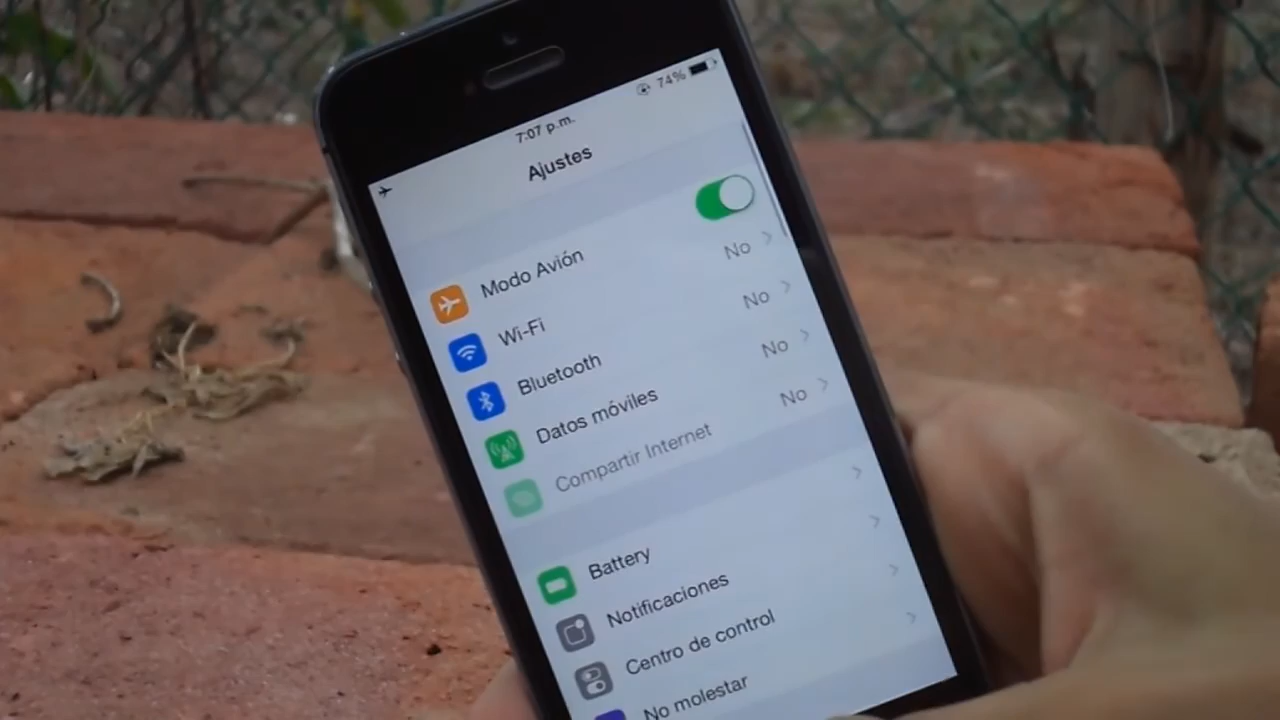 74%
7:07 p.m.
Ajustes
Modo Avión
Wi-Fi No
Bluetooth No
Datos móviles No
Compartir Internet No
Battery
Notificaciones
Centro de control
No molestar